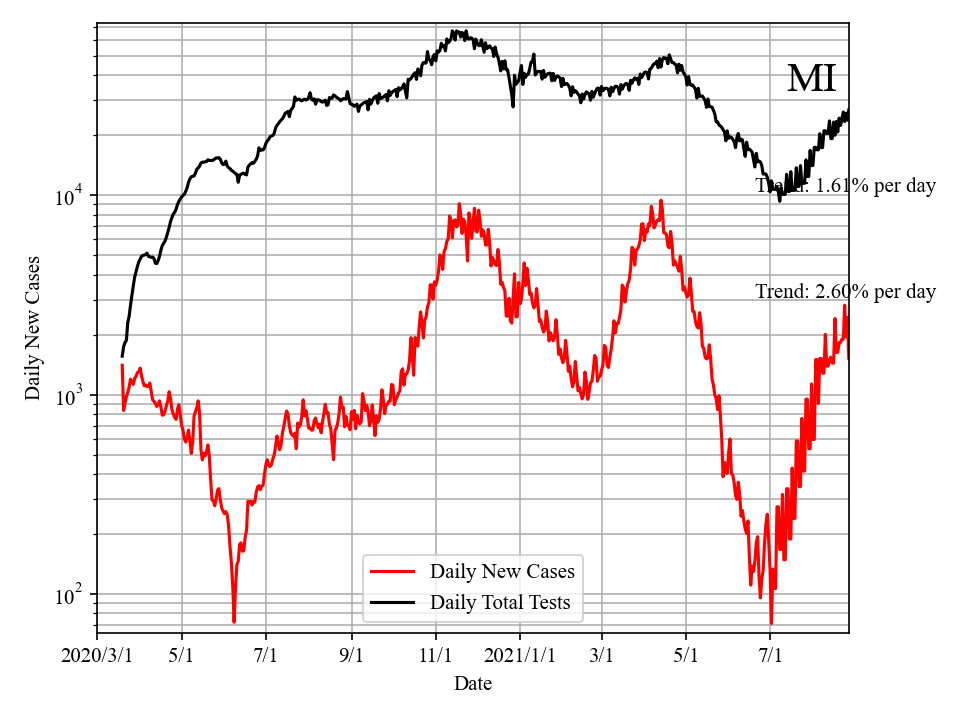 MI
Daily New Cases
10^4
10^3
10^2
Trend: 1.61% per day
Trend: 2.60% per day
Daily New Cases
Daily Total Tests
2020/3/1 5/1 7/1 9/1 11/1 2021/1/1 3/1 5/1 7/1
Date